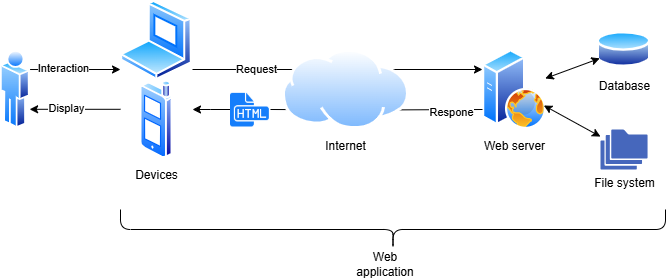 Interaction
Request
Database
Display
HTML
Respone
Internet
Web server
Devices
File system
Web
application